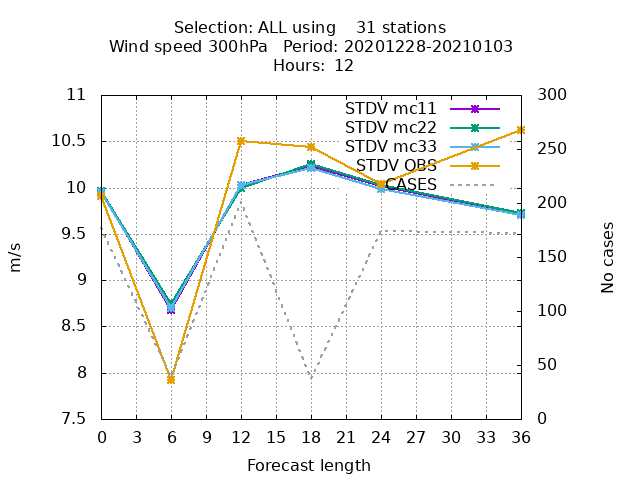 Selection: ALL using    31 stations
Wind speed 300hPa   Period: 20201228-20210103
Hours: 12
11
10.5
10
9.5
9
8.5
8
7.5
m/s
STDV mc11
STDV mc22
STDV mc33
STDV OBS
CASES
300
250
200
150
100
50
0
No cases
0 3 6 9 12 15 18 21 24 27 30 33 36
Forecast length